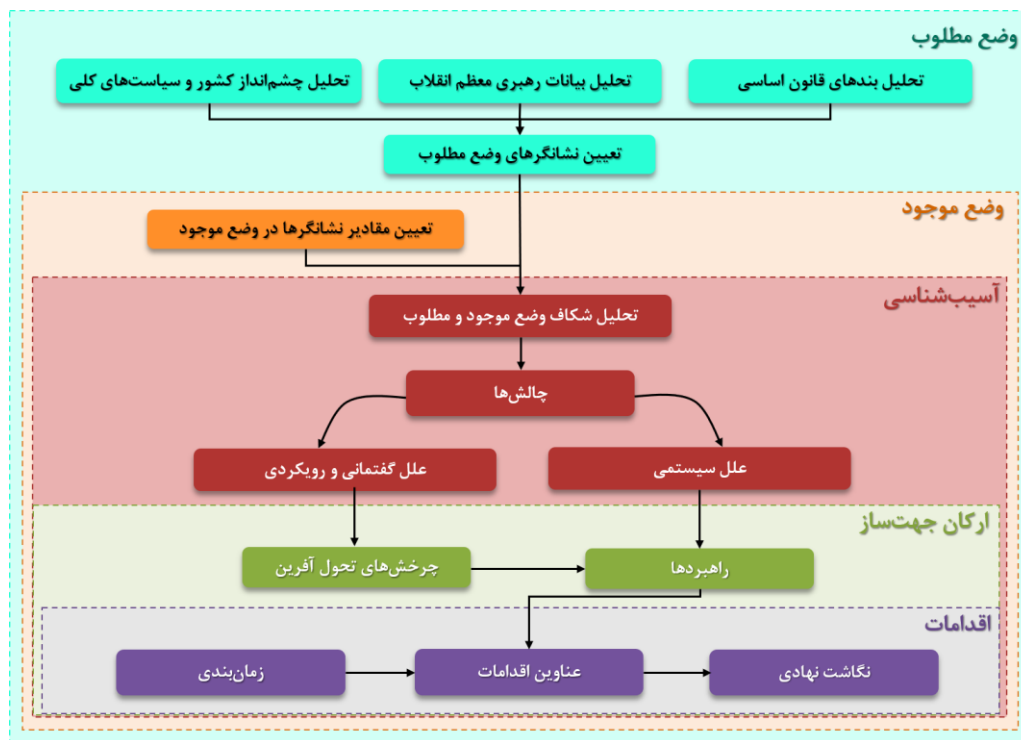 وضع مطلوب
تحلیل بندهای قانون اساسی
تحلیل بیانات رهبری معظم انقلاب
تحلیل چشم‌انداز کشور و سیاست‌های کلی
تعیین نشانگرهای وضع مطلوب
وضع موجود
تعیین مقادیر نشانگرها در وضع موجود
آسیب‌شناسی
تحلیل شکاف وضع موجود و مطلوب
چالش‌ها
علل سیستمی
علل گفتمانی و رویکردی
ارکان جهت‌ساز
راهبردها
چرخش‌های تحول آفرین
اقدامات
نگاشت نهادی
عناوین اقدامات
زمان‌بندی